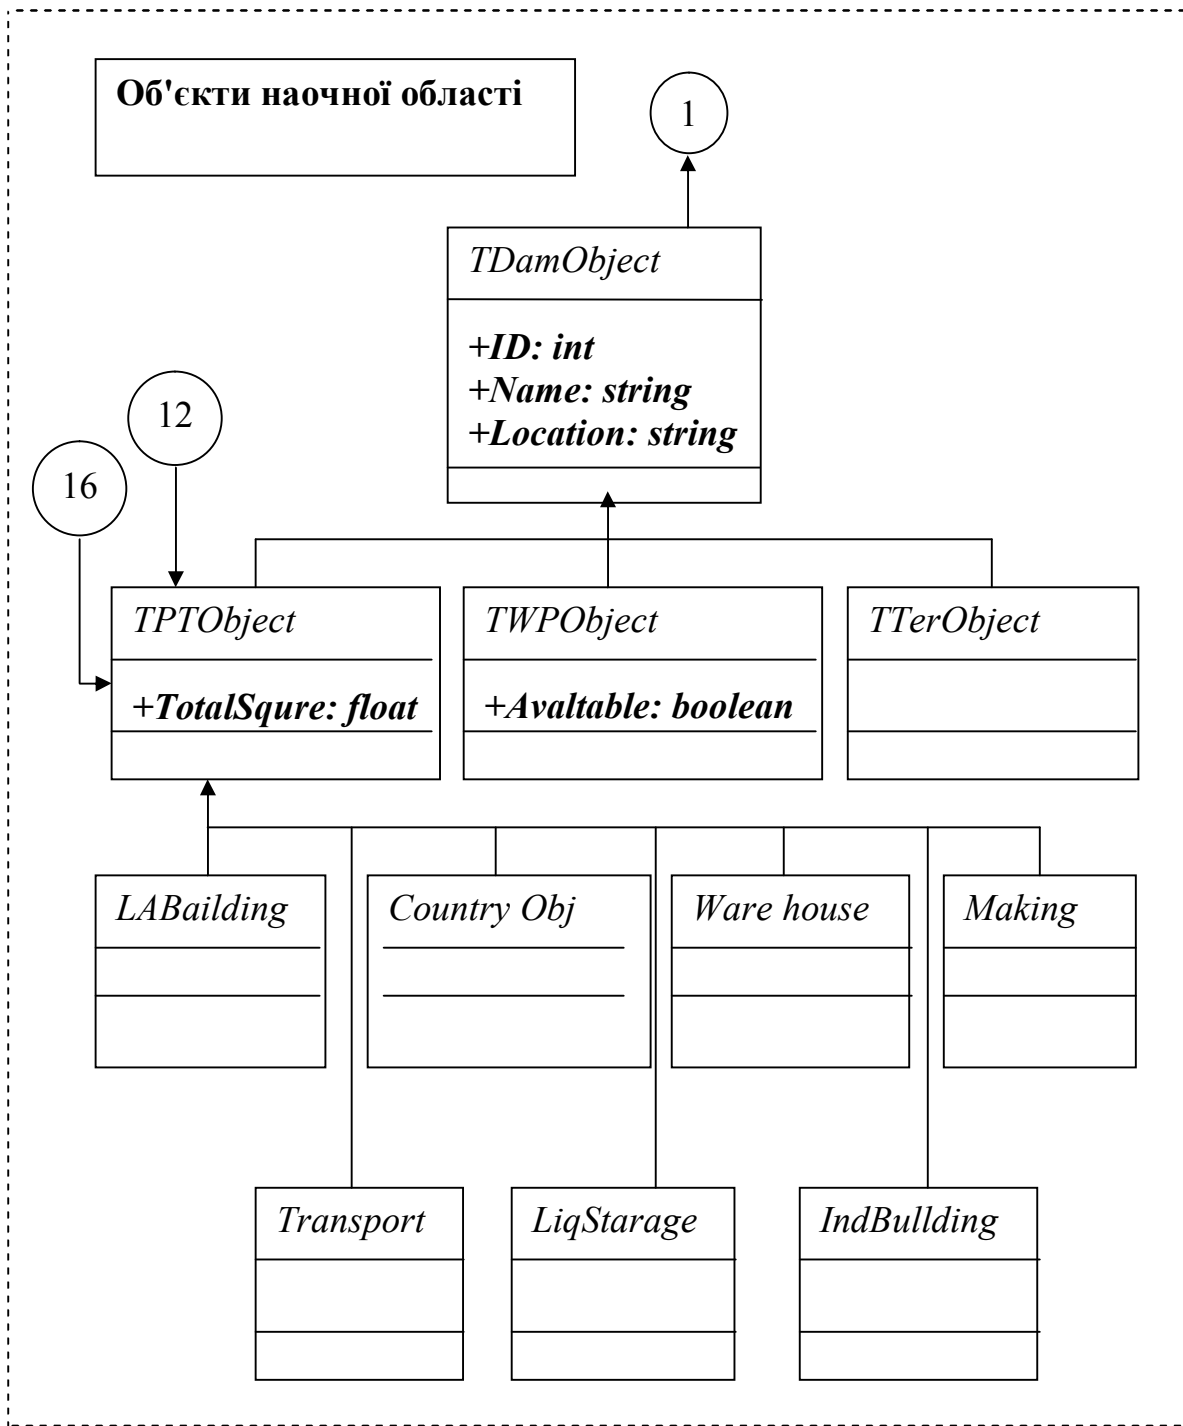 Об'єкти наочної області
1
TDamObject
+ID: int
+Name: string
+Location: string
12
16
TPTObject
+TotalSqure: float
TWPObject
+Avaltable: boolean
TTerObject
LABailding
Country Obj
Ware house
Making
Transport
LiqStarage
IndBullding